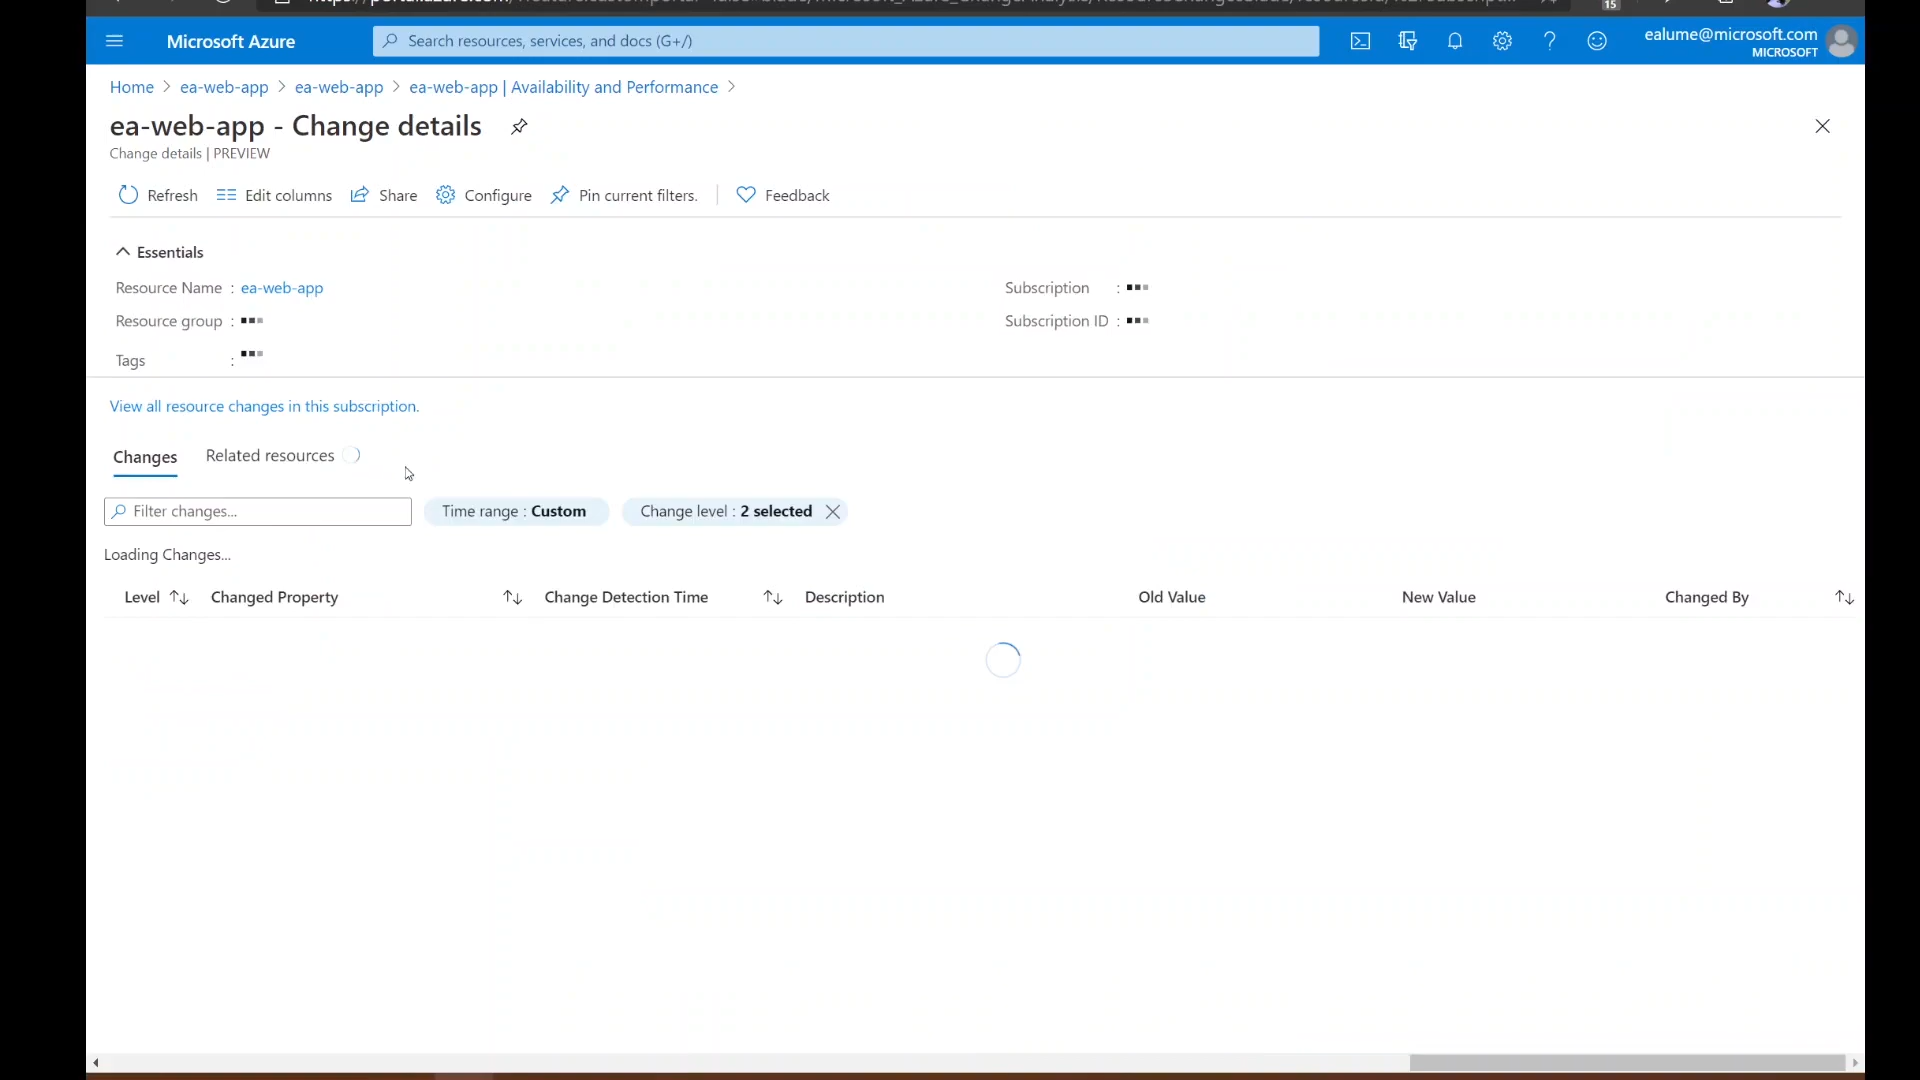 15
Microsoft Azure
Search resources, services, and docs (G+/)
ealume@microsoft.com
MICROSOFT
Home > ea-web-app > ea-web-app > ea-web-app | Availability and Performance >
ea-web-app - Change details
Change details | PREVIEW
Refresh Edit columns Share Configure Pin current filters. Feedback
Essentials
Resource Name : ea-web-app Subscription :
Resource group : Subscription ID :
Tags :
View all resource changes in this subscription.
Changes Related resources
Filter changes... Time range : Custom Change level : 2 selected
Loading Changes...
Level Changed Property Change Detection Time Description Old Value New Value Changed By